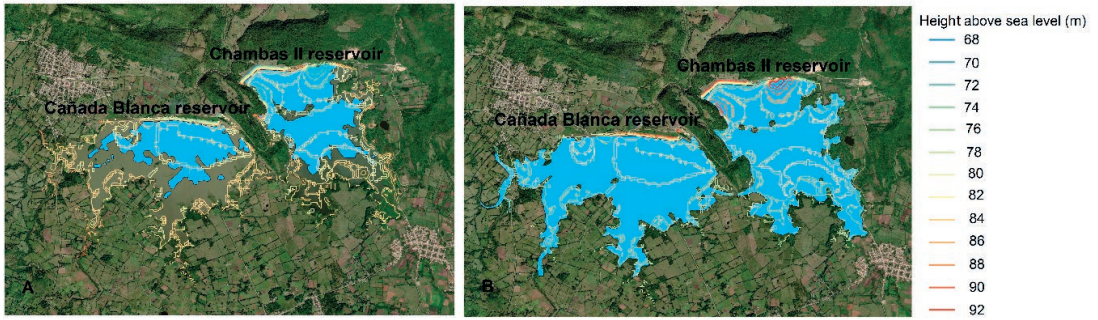 Chambas II reservoir
Cañada Blanca reservoir
A
Chambas II reservoir
Cañada Blanca reservoir
B
Height above sea level (m)
68
70
72
74
76
78
80
82
84
86
88
90
92